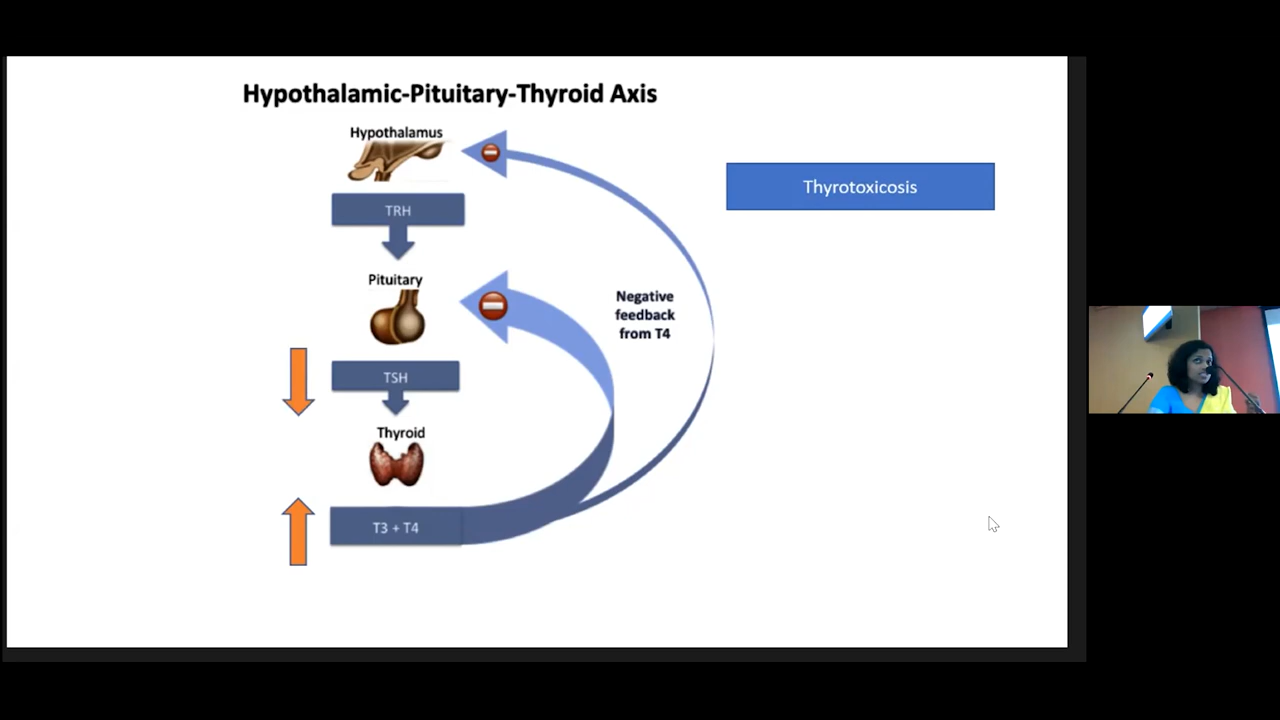 Hypothalamic-Pituitary-Thyroid Axis
Hypothalamus
TRH
Pituitary
TSH
Thyroid
T3 + T4
Negative
feedback
from T4
Thyrotoxicosis